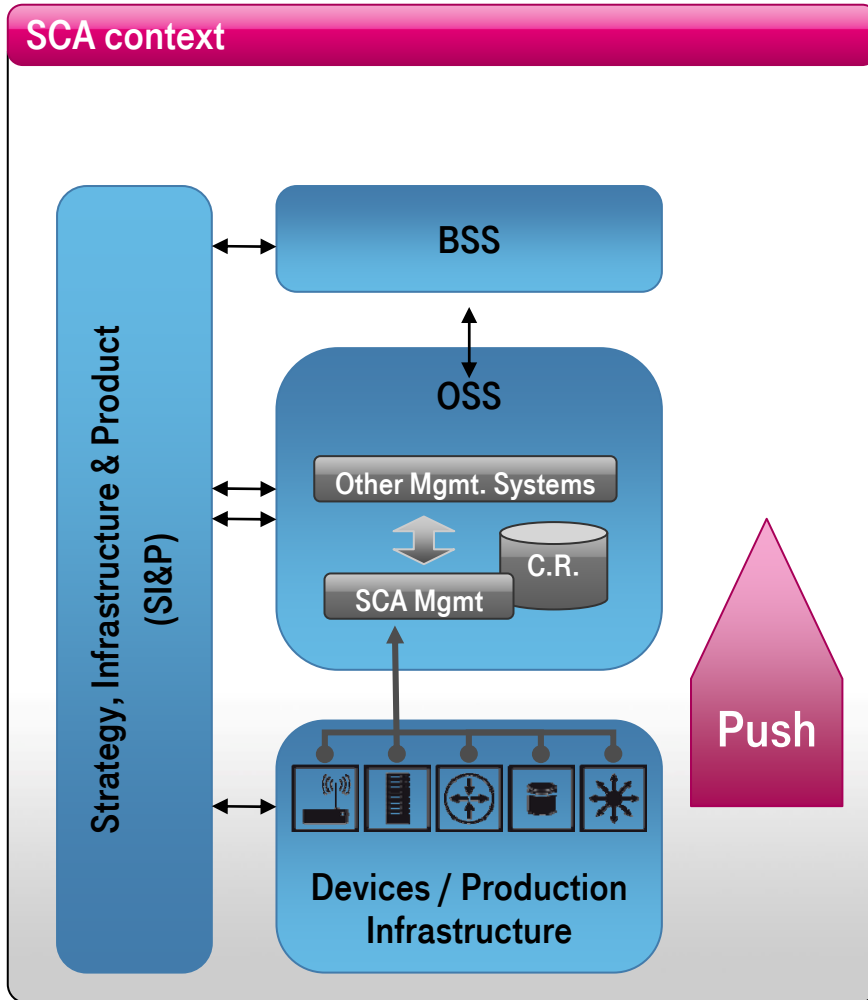 SCA context
Strategy, Infrastructure & Product
(SI&P)
BSS
OSS
Other Mgmt. Systems
C.R.
SCA Mgmt
Push
Devices / Production
Infrastructure